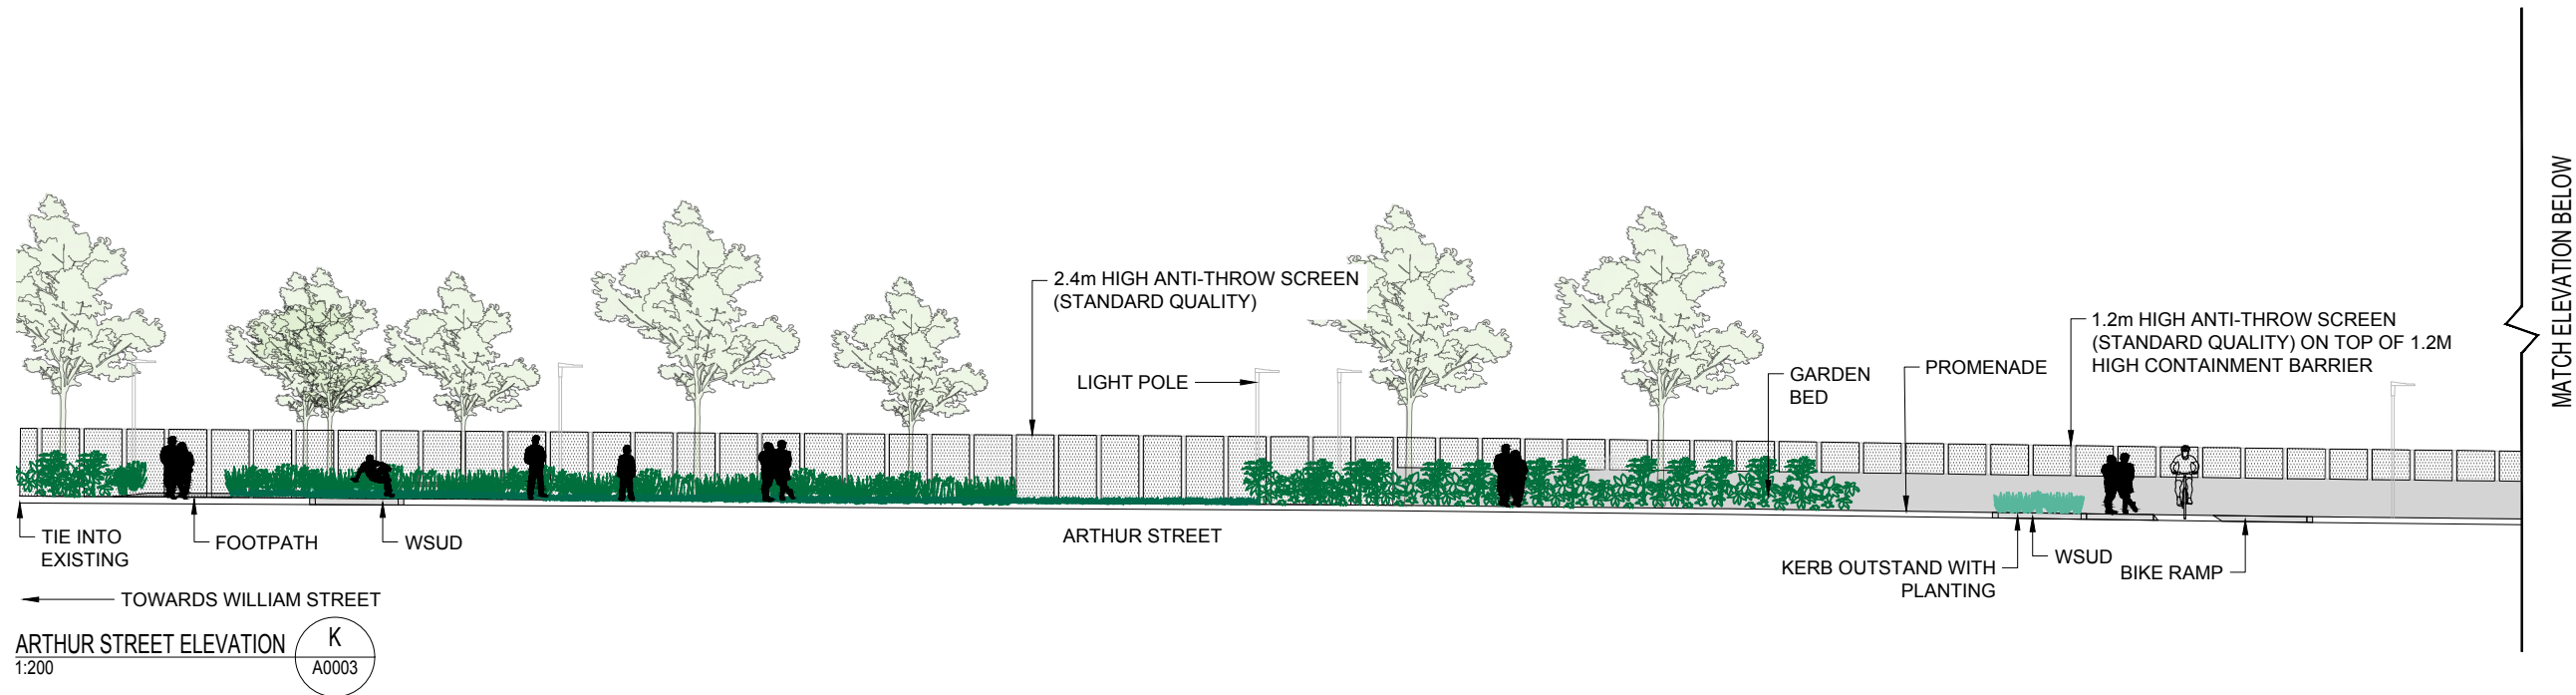 2.4m HIGH ANTI-THROW SCREEN
(STANDARD QUALITY)
LIGHT POLE
GARDEN
BED
PROMENADE
1.2m HIGH ANTI-THROW SCREEN
(STANDARD QUALITY) ON TOP OF 1.2M
HIGH CONTAINMENT BARRIER
MATCH ELEVATION BELOW
TIE INTO
EXISTING
FOOTPATH
WSUD
ARTHUR STREET
KERB OUTSTAND WITH
PLANTING
WSUD
BIKE RAMP
TOWARDS WILLIAM STREET
ARTHUR STREET ELEVATION
1:200
K
A0003